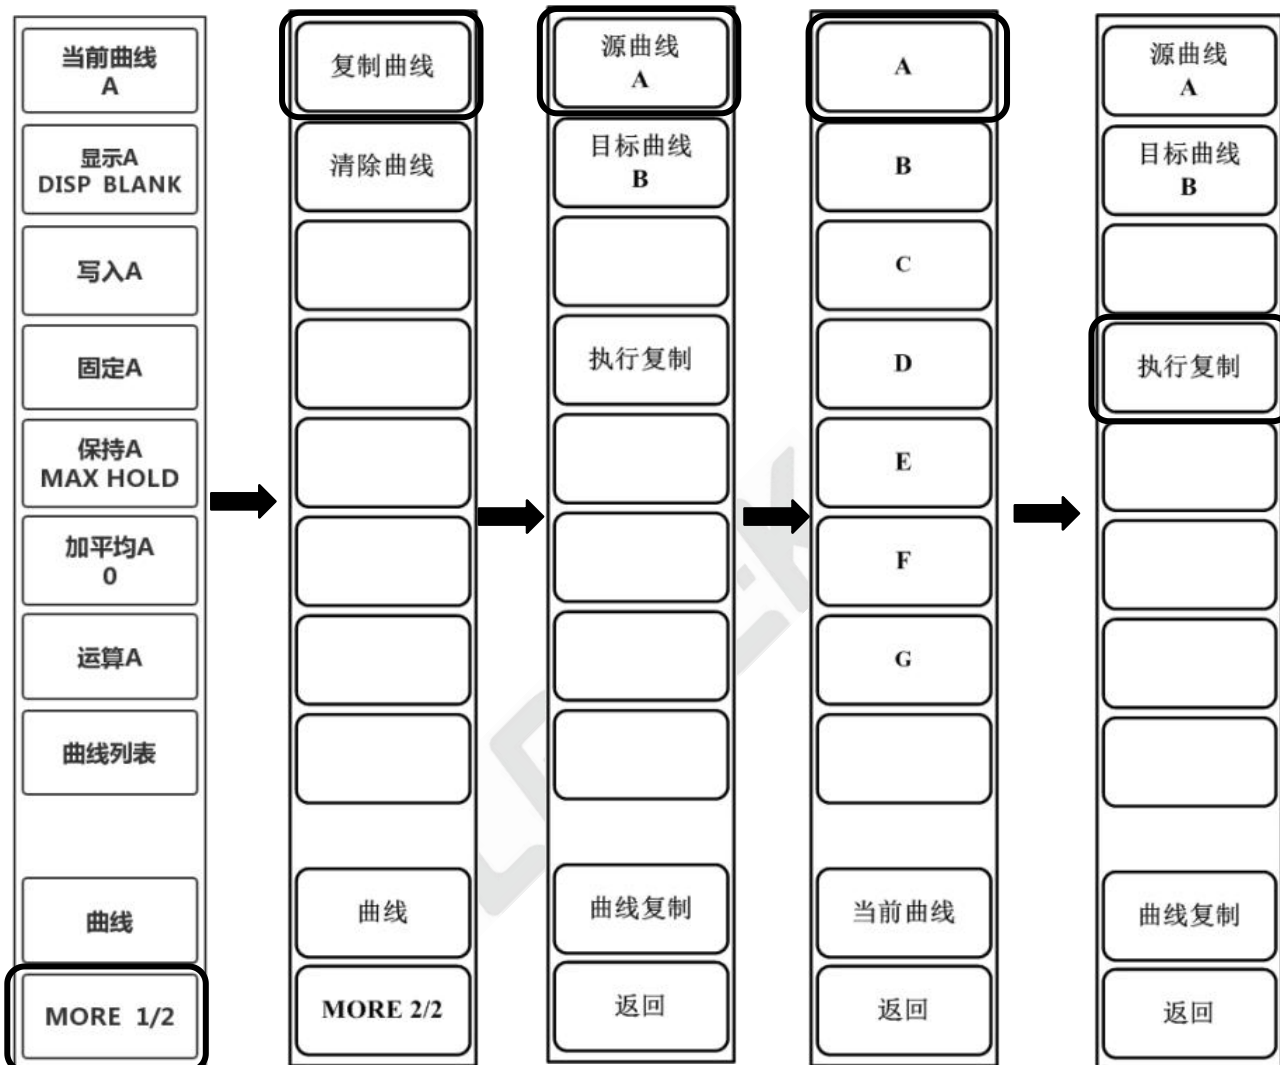 当前曲线
A
显示A
DISP BLANK
写入A
固定A
保持A
MAX HOLD
加平均A
0
运算A
曲线列表
曲线
MORE 1/2
复制曲线
清除曲线
曲线
MORE 2/2
源曲线
A
目标曲线
B
执行复制
曲线复制
返回
A
B
C
D
E
F
G
当前曲线
返回
源曲线
A
目标曲线
B
执行复制
曲线复制
返回